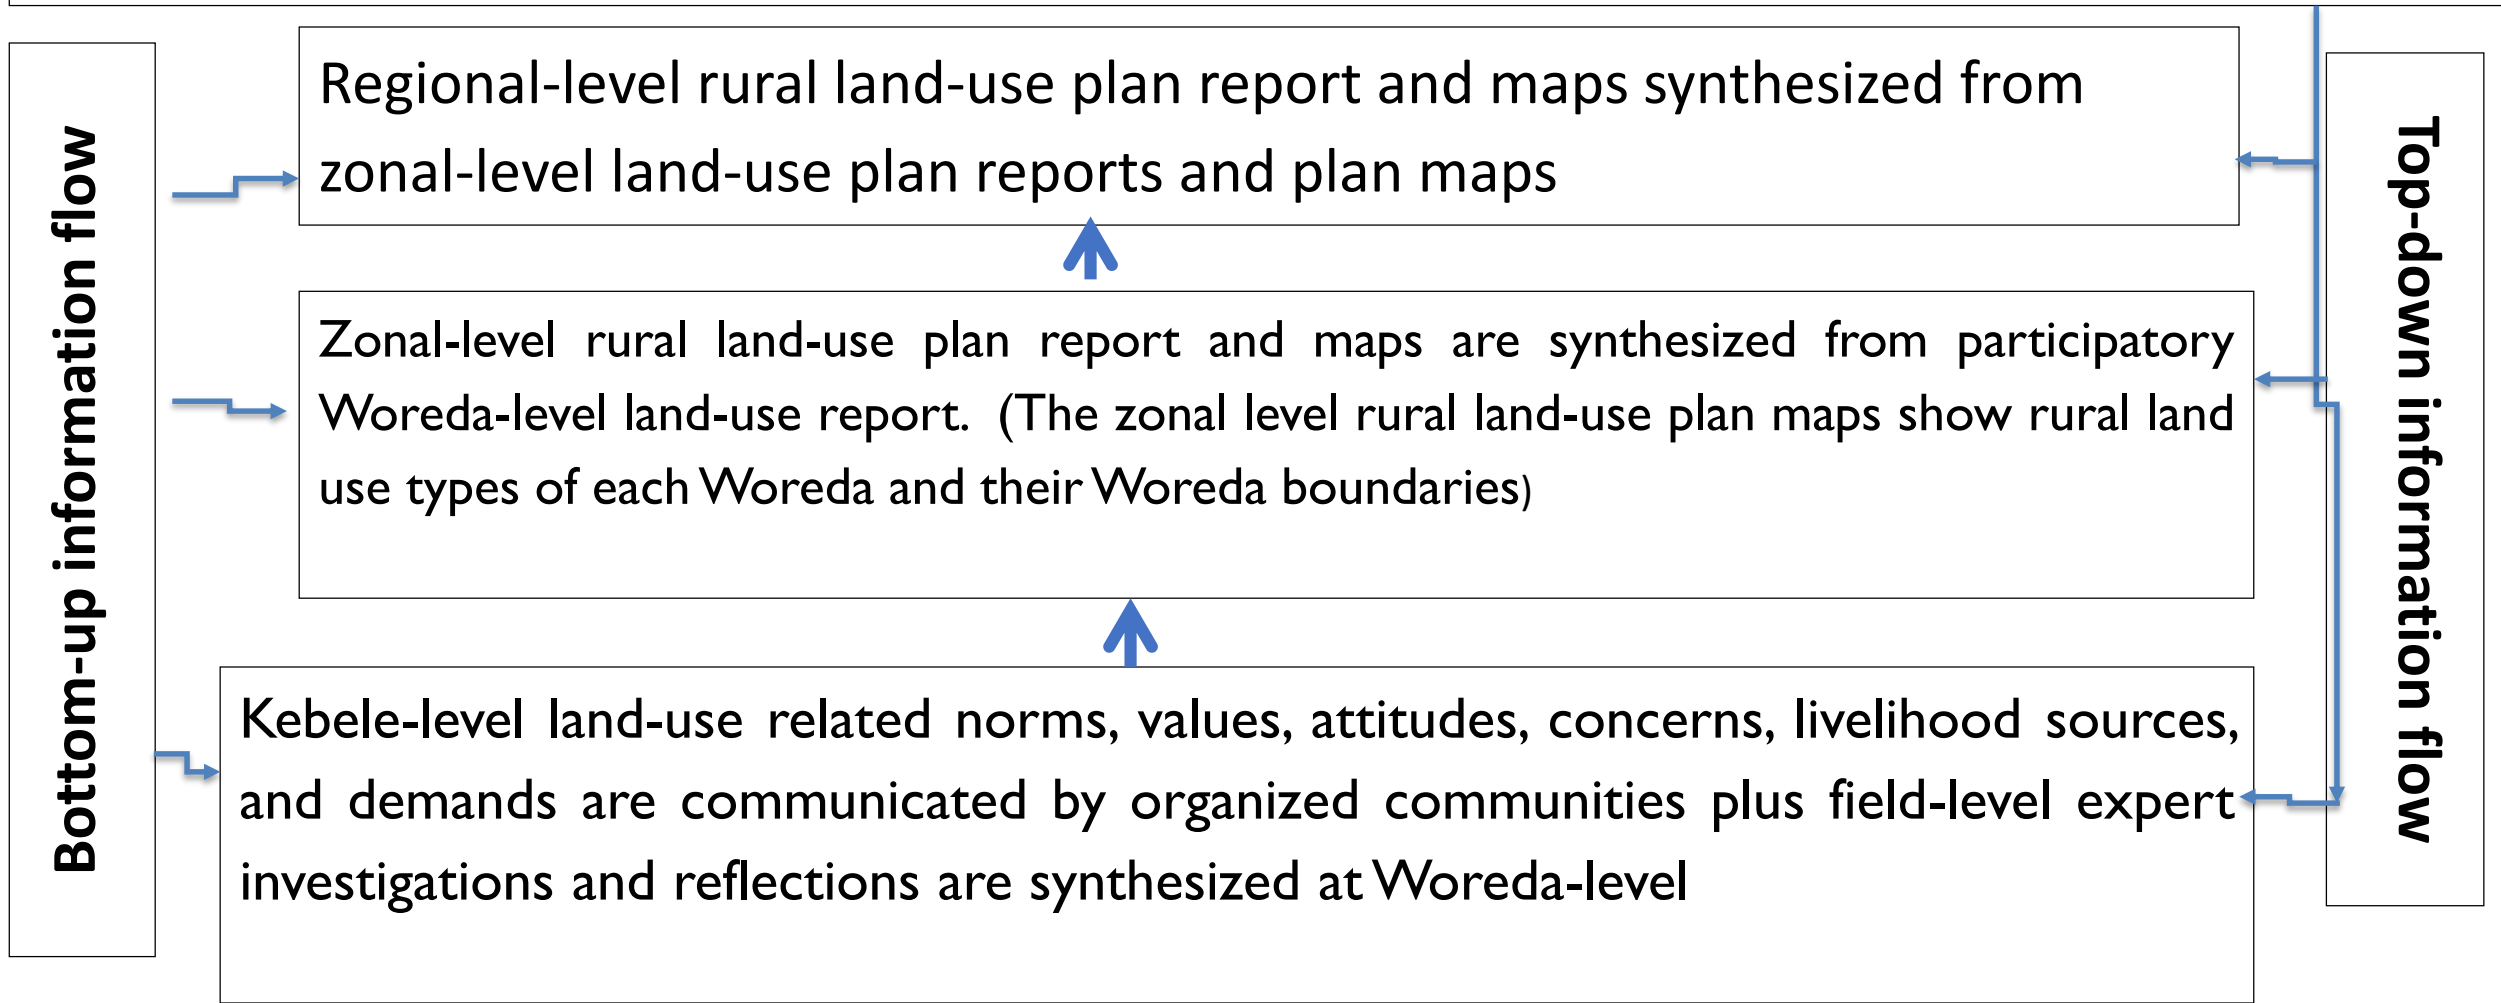 Bottom-up information flow
Regional-level rural land-use plan report and maps synthesized from
zonal-level land-use plan reports and plan maps
Zonal-level rural land-use plan report and maps are synthesized from participatory
Woreda-level land-use report. (The zonal level rural land-use plan maps show rural land
use types of each Woreda and their Woreda boundaries)
Kebele-level land-use related norms, values, attitudes, concerns, livelihood sources,
and demands are communicated by organized communities plus field-level expert
investigations and reflections are synthesized at Woreda-level
Top-down information flow